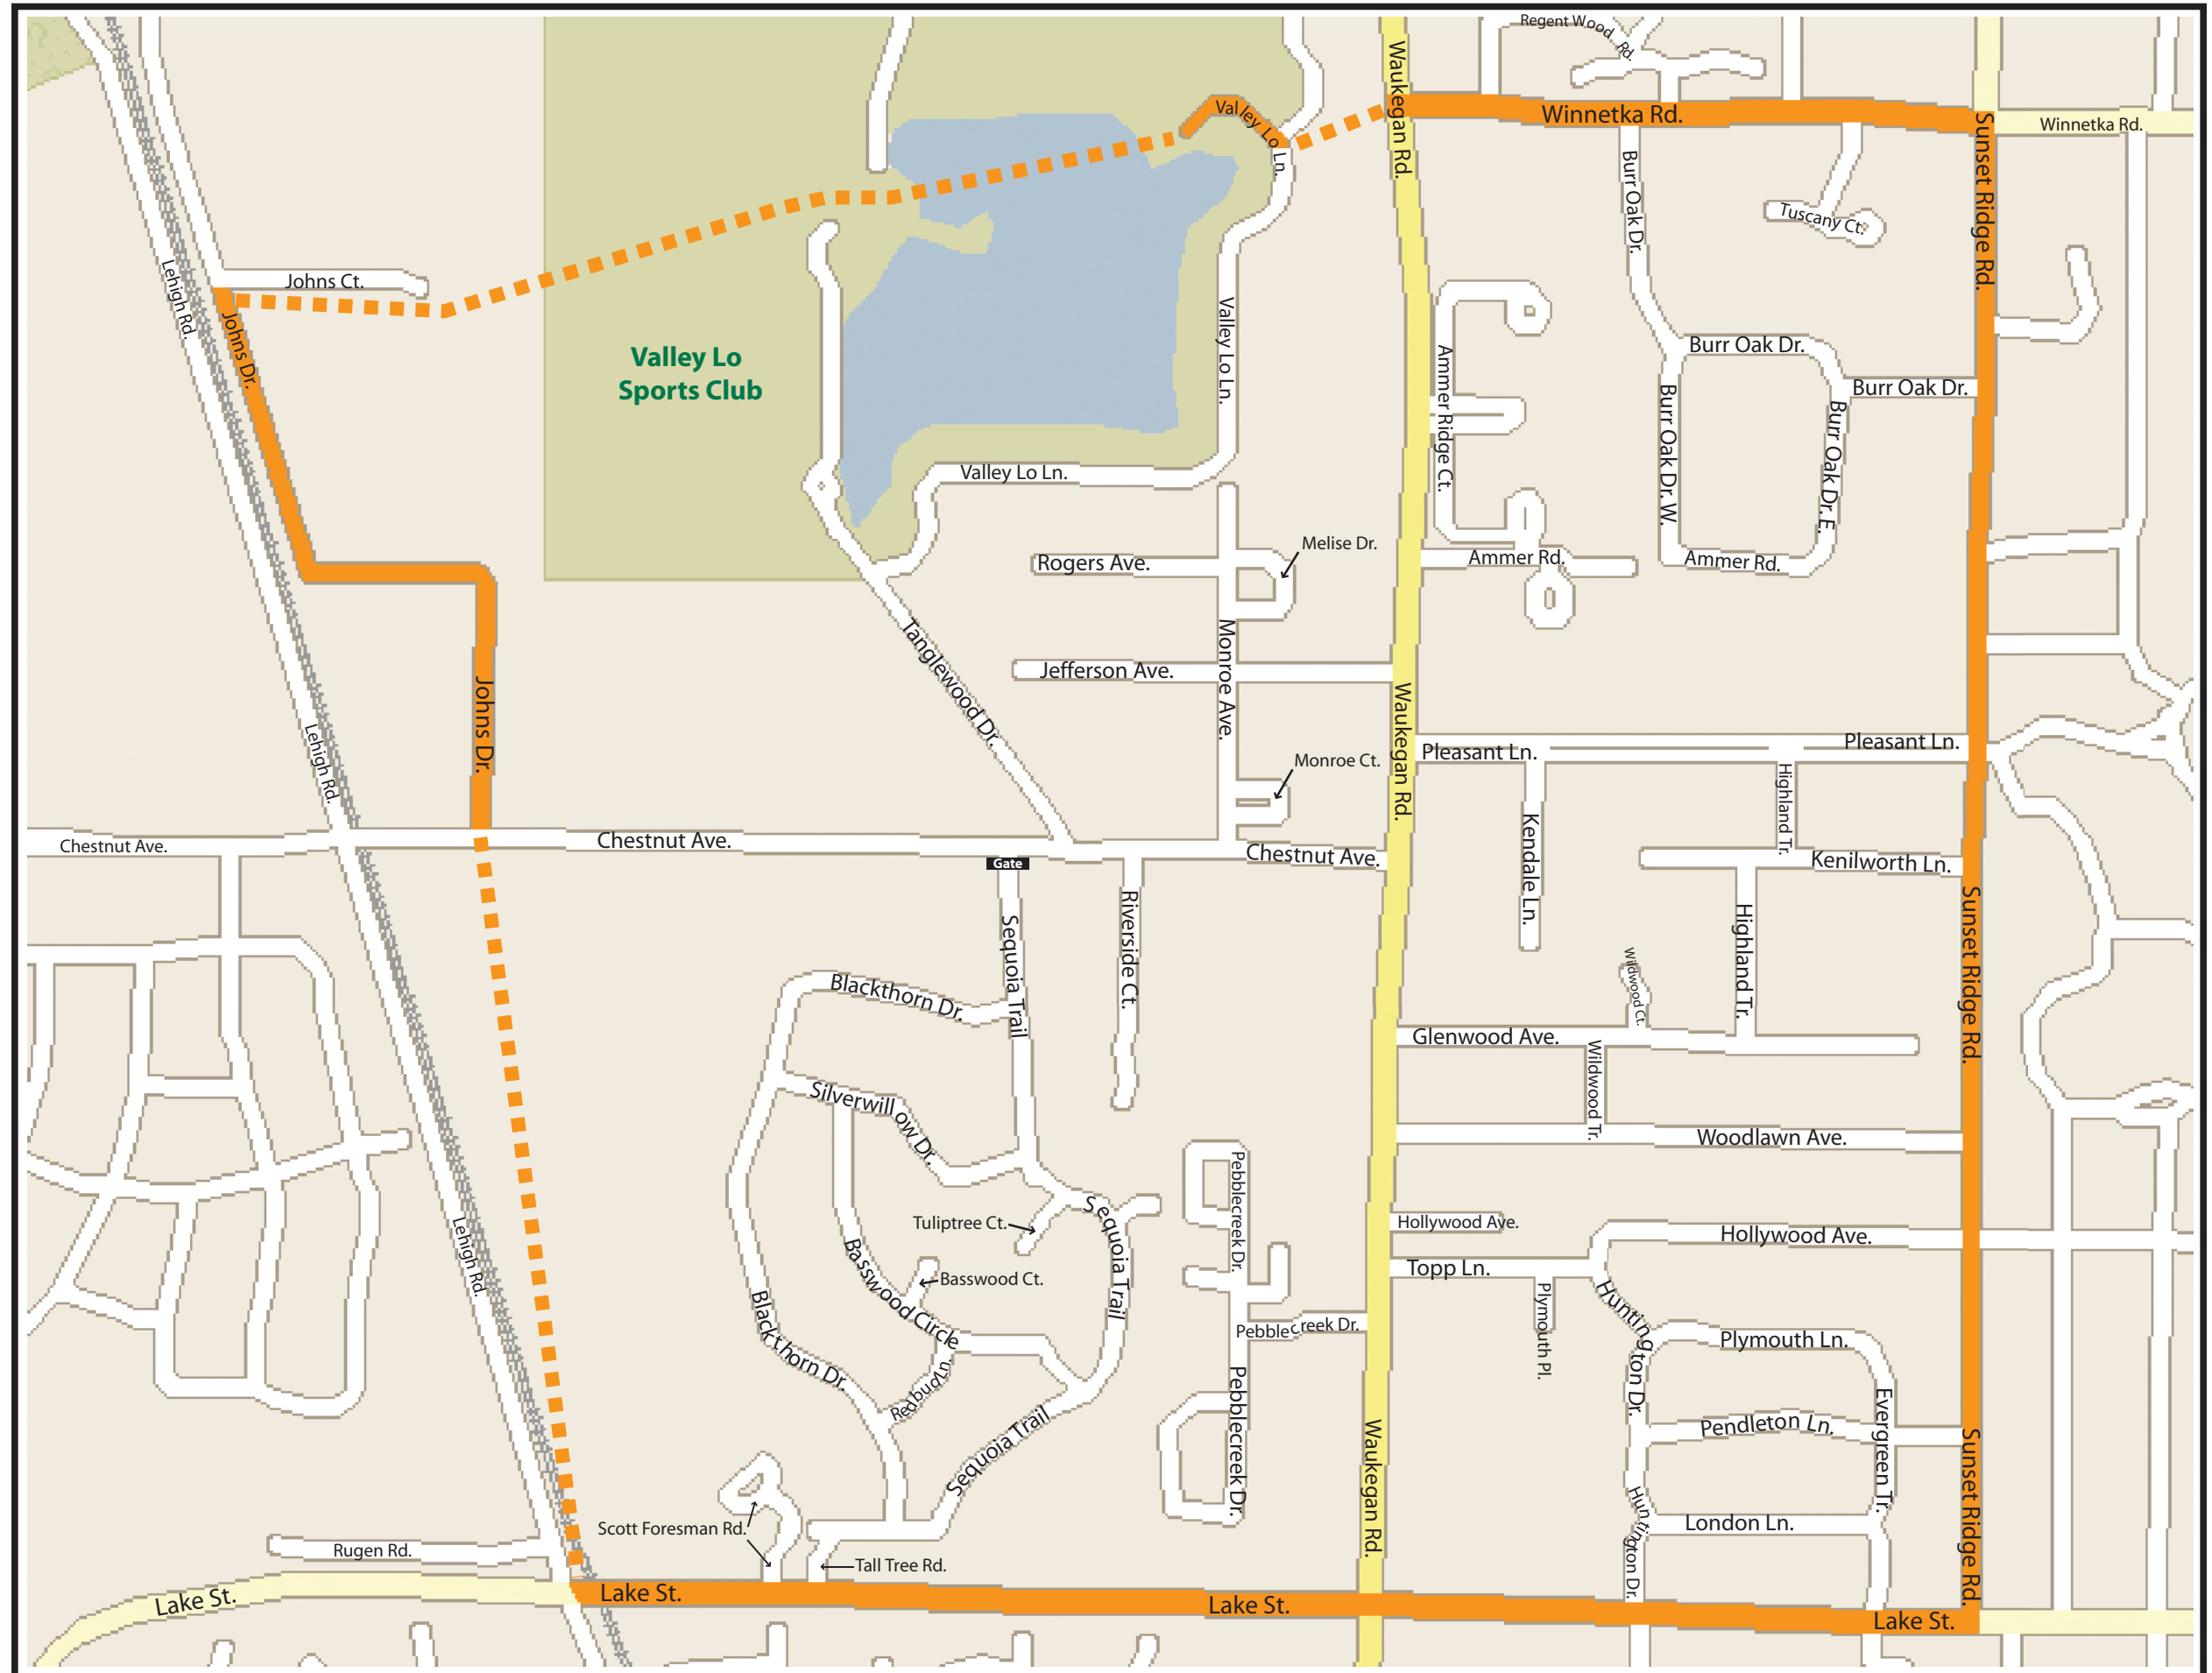 Regent Wood Rd.
Winnetka Rd.
Winnetka Rd.
Waukegan Rd.
Valley Lo Ln.
Sunset Ridge Rd.
Burr Oak Dr.
Tuscany Ct.
Lehigh Rd.
Johns Ct.
Johns Dr.
Valley Lo
Sports Club
Valley Lo Ln.
Ammer Ridge Ct.
Burr Oak Dr.
Burr Oak Dr.
Burr Oak Dr. W.
Burr Oak Dr. E.
Valley Lo Ln.
Melise Dr.
Rogers Ave.
Ammer Rd.
Ammer Rd.
Tanglewood Dr.
Monroe Ave.
Jefferson Ave.
Johns Dr.
Lehigh Rd.
Waukegan Rd.
Pleasant Ln.
Pleasant Ln.
Monroe Ct.
Highland Tr.
Kendale Ln.
Chestnut Ave.
Chestnut Ave.
Chestnut Ave.
Gate
Kenilworth Ln.
Sequoia Trail
Riverside Ct.
Highland Tr.
Sunset Ridge Rd.
Wildwood Ct.
Blackthorn Dr.
Glenwood Ave.
Wildwood Tr.
Silverwillow Dr.
Woodlawn Ave.
Pebblecreek Dr.
Tuliptree Ct.
Sequoia Trail
Hollywood Ave.
Hollywood Ave.
Lehigh Rd.
Basswood Circle
Basswood Ct.
Topp Ln.
Plymouth Pl.
Huntington Dr.
Blackthorn Dr.
Pebblecreek Dr.
Plymouth Ln.
Redbud Ln.
Pebblecreek Dr.
Evergreen Tr.
Pendleton Ln.
Sequoia Trail
Waukegan Rd.
Sunset Ridge Rd.
Huntington Dr.
London Ln.
Scott Foresman Rd.
Rugen Rd.
Tall Tree Rd.
Lake St.
Lake St.
Lake St.
Lake St.